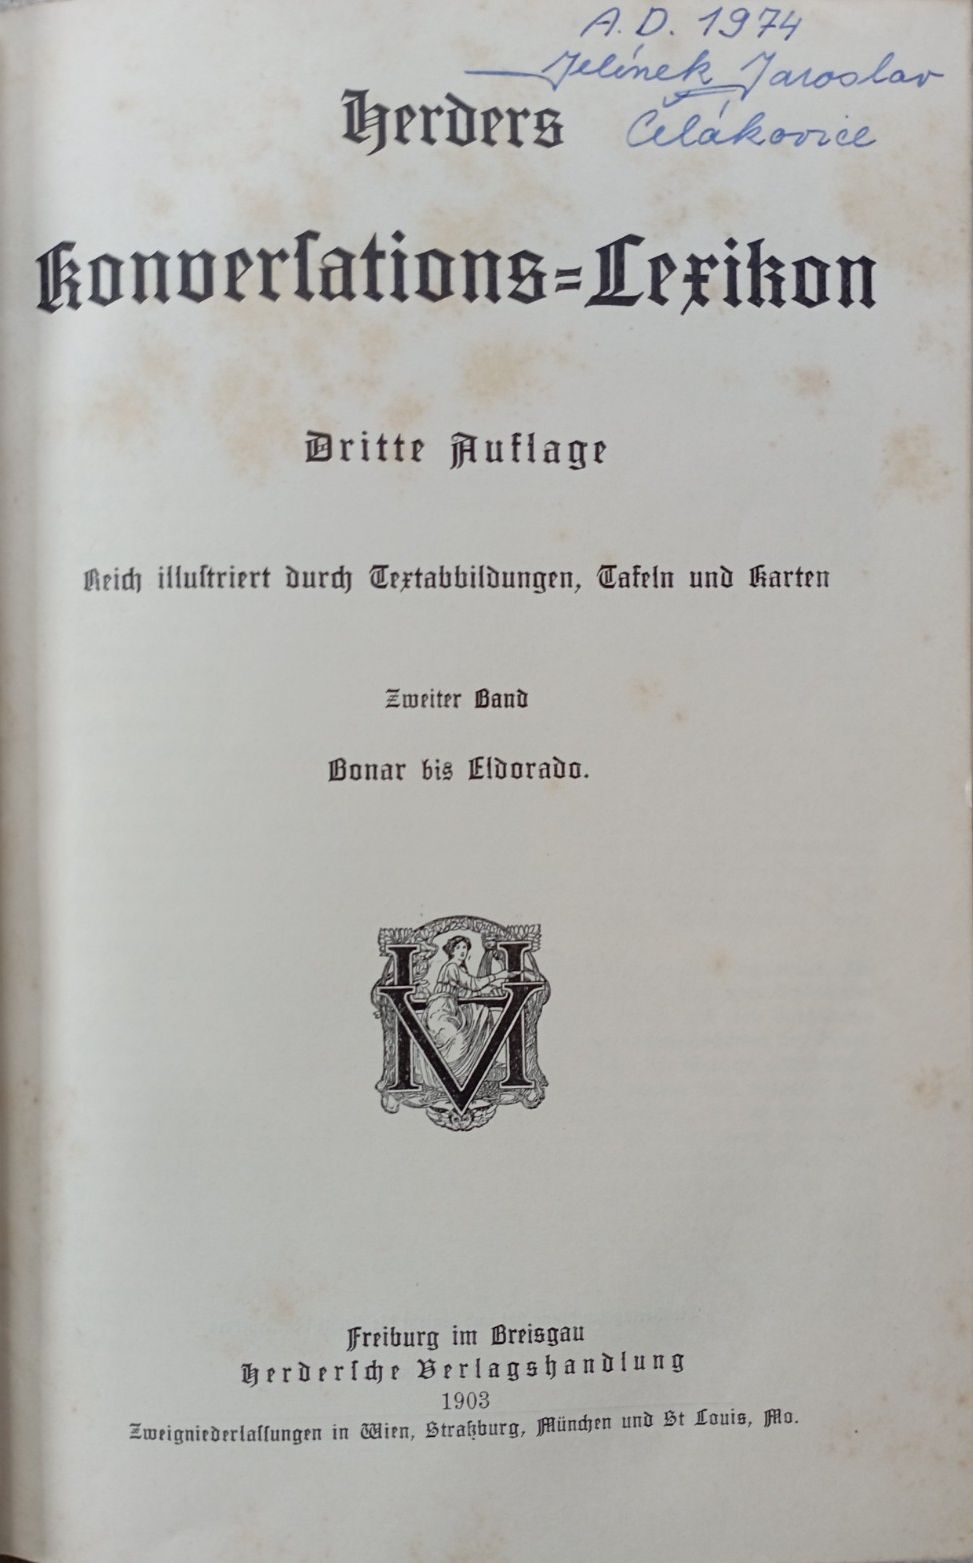 A. D. 1974
Jelínek Jaroslav
Čelákovice
Herders
Konverſations=Lexikon
Dritte Auflage
Reich illuſtriert durch Textabbildungen, Tafeln und Karten
Zweiter Band
Bonar bis Eldorado.
HV
Freiburg im Breisgau
Herderſche Verlagshandlung
1903
Zweigniederlaſſungen in Wien, Straßburg, München und St Louis, Mo.